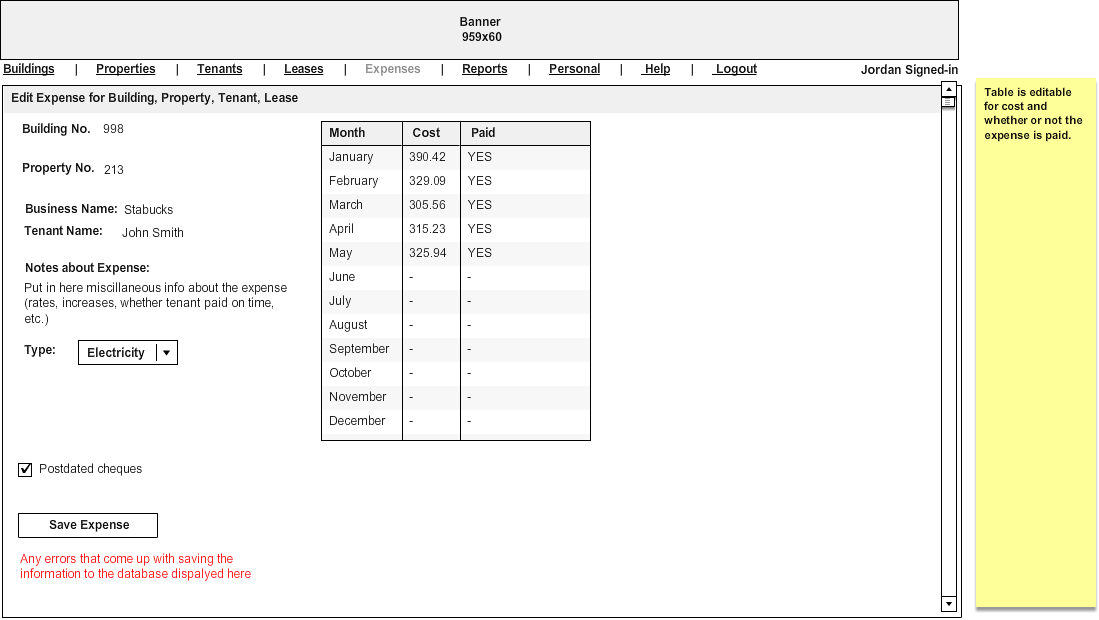 Banner
959x60
Buildings | Properties | Tenants | Leases | Expenses | Reports | Personal | Help | Logout Jordan Signed-in
Edit Expense for Building, Property, Tenant, Lease
Building No. 998
Property No. 213
Business Name: Stabucks
Tenant Name: John Smith
Notes about Expense:
Put in here miscillaneous info about the expense
(rates, increases, whether tenant paid on time,
etc.)
Type: Electricity
Month Cost Paid
January 390.42 YES
February 329.09 YES
March 305.56 YES
April 315.23 YES
May 325.94 YES
June - -
July - -
August - -
September - -
October - -
November - -
December - -
Postdated cheques
Save Expense
Any errors that come up with saving the
information to the database dispalyed here
Table is editable
for cost and
whether or not the
expense is paid.